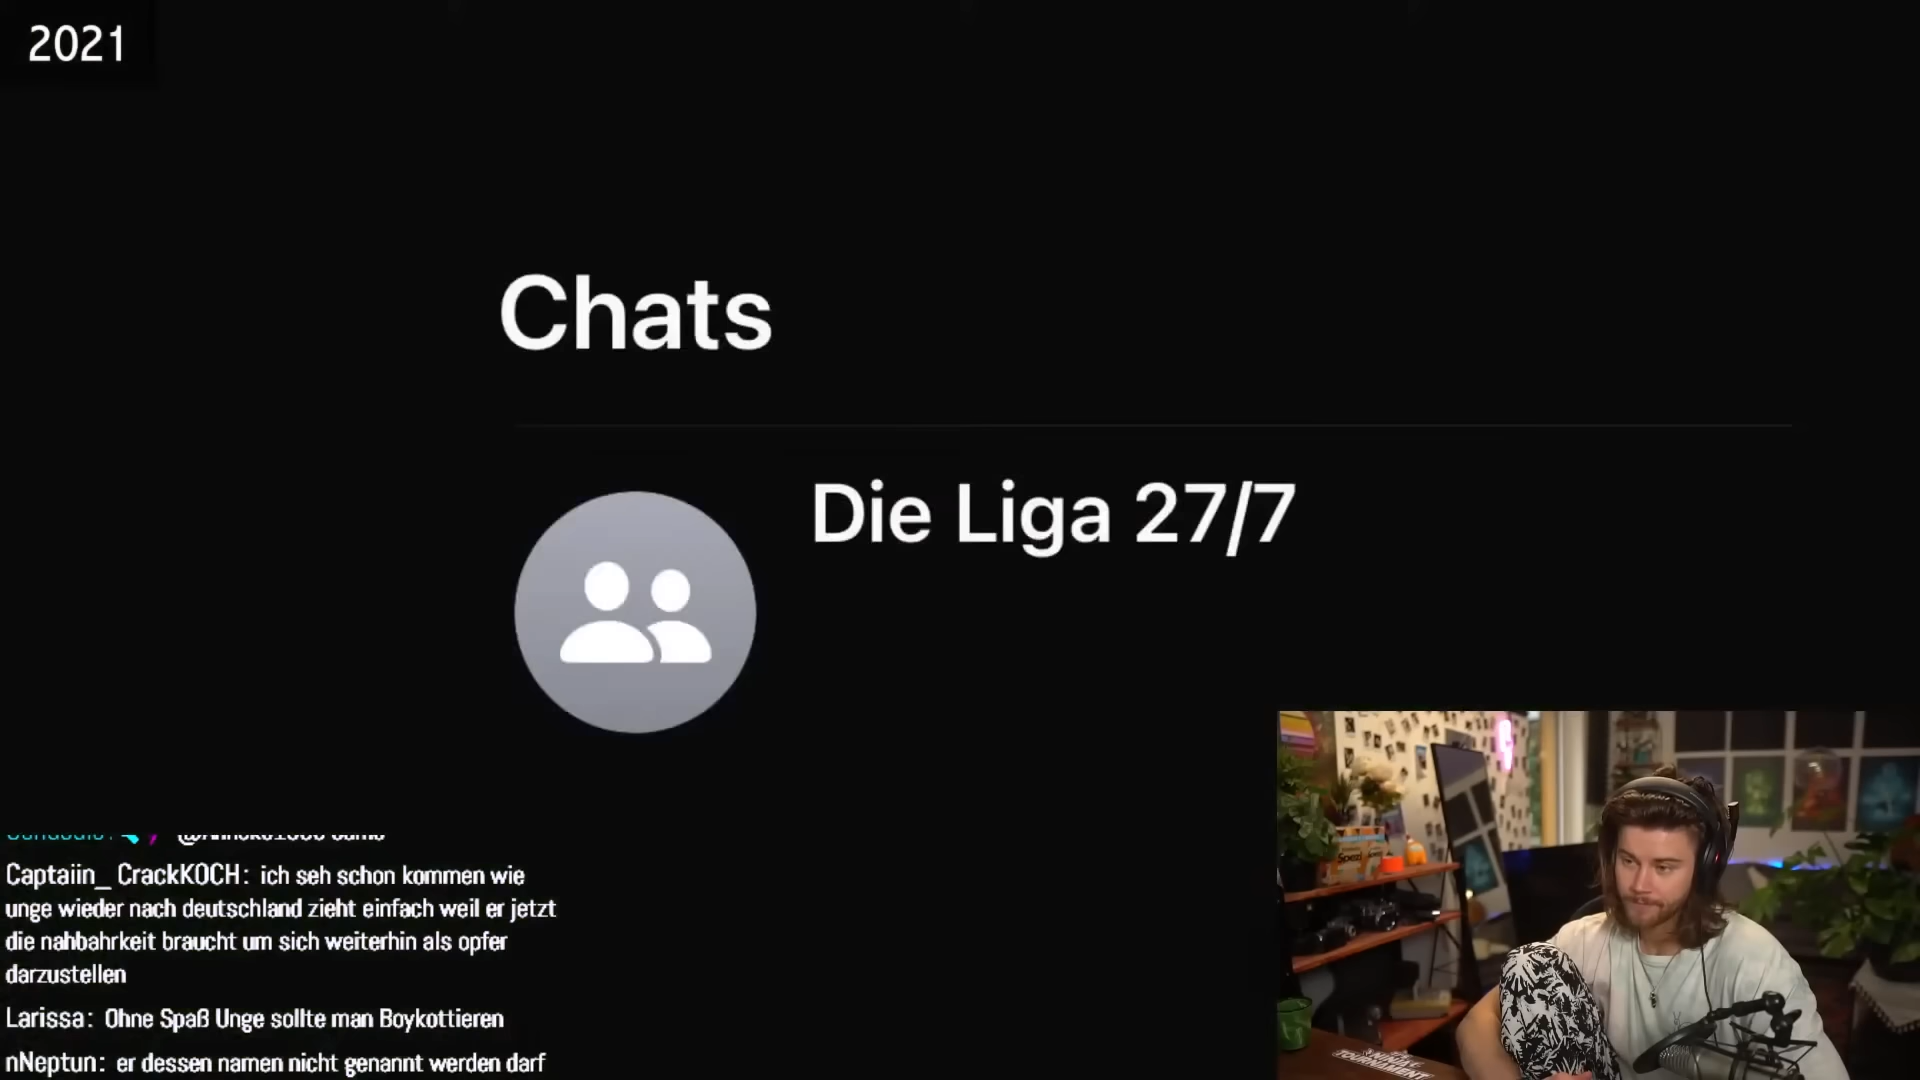 2021
Chats
Die Liga 27/7
Captaiin_ CrackKOCH: ich seh schon kommen wie
unge wieder nach deutschland zieht einfach weil er jetzt
die nahbahrkeit braucht um sich weiterhin als opfer
darzustellen
Larissa: Ohne Spaß Unge sollte man Boykottieren
nNeptun: er dessen namen nicht genannt werden darf
Spezi
TOURNAMENT